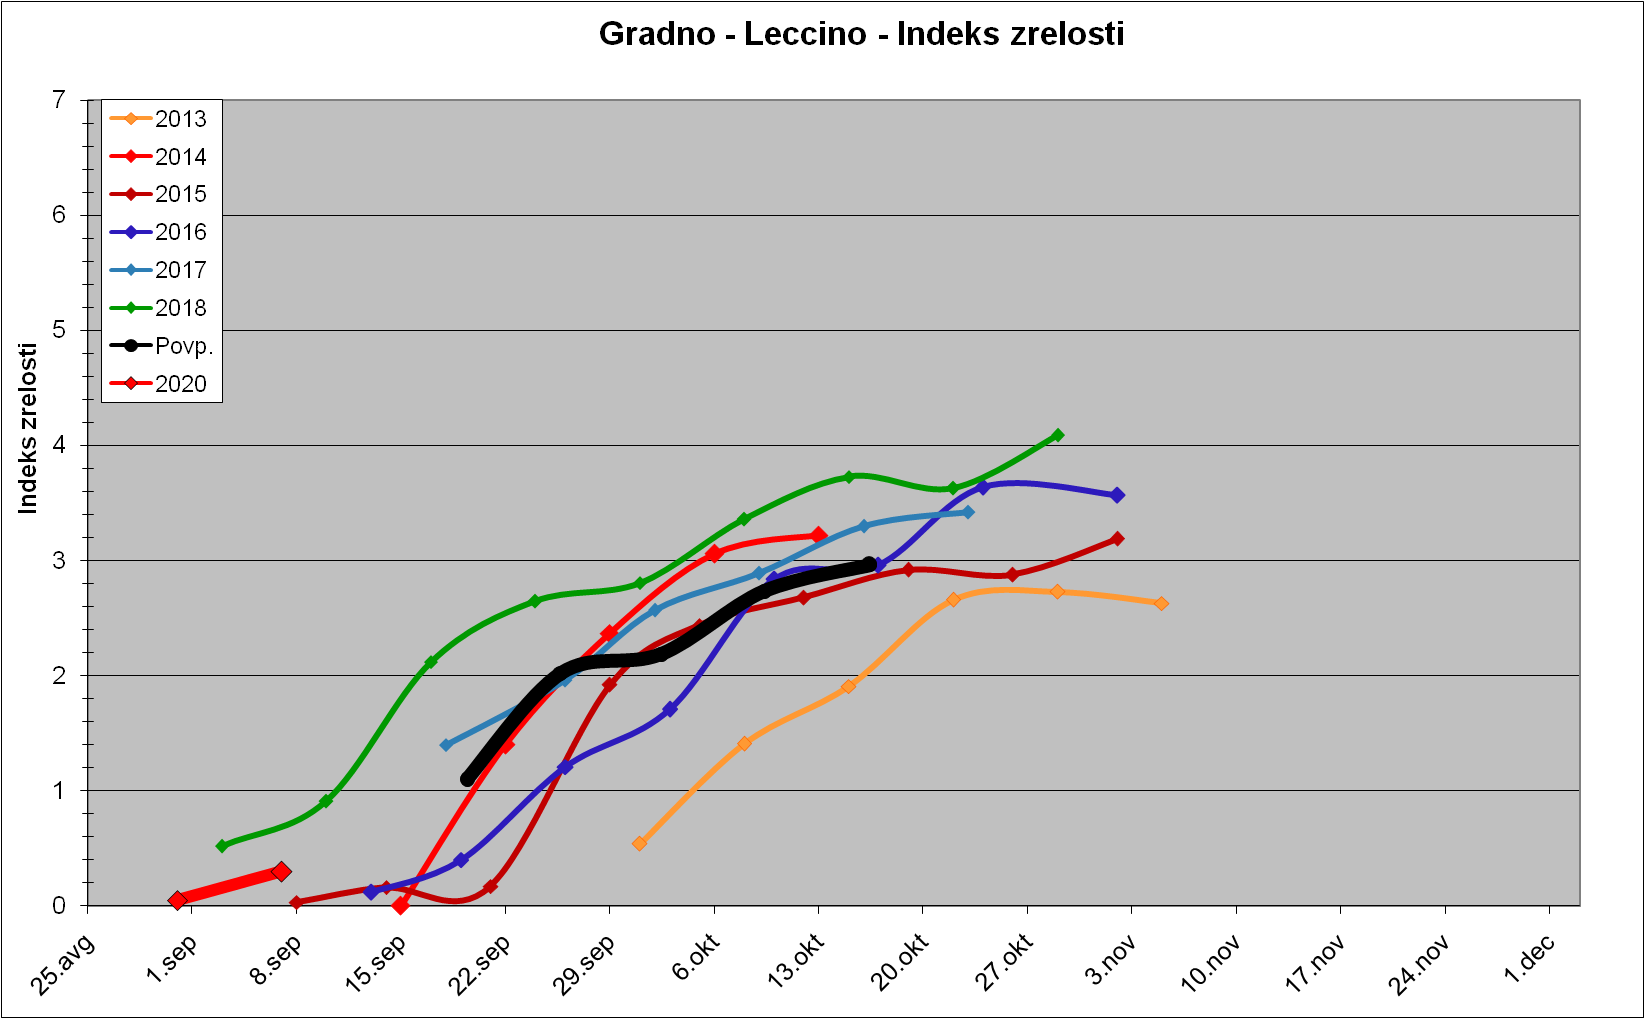 Gradno - Leccino - Indeks zrelosti
Indeks zrelosti
7
6
5
4
3
2
1
0
2013
2014
2015
2016
2017
2018
Povp.
2020
25.avg
1.sep
8.sep
15.sep
22.sep
29.sep
6.okt
13.okt
20.okt
27.okt
3.nov
10.nov
17.nov
24.nov
1.dec